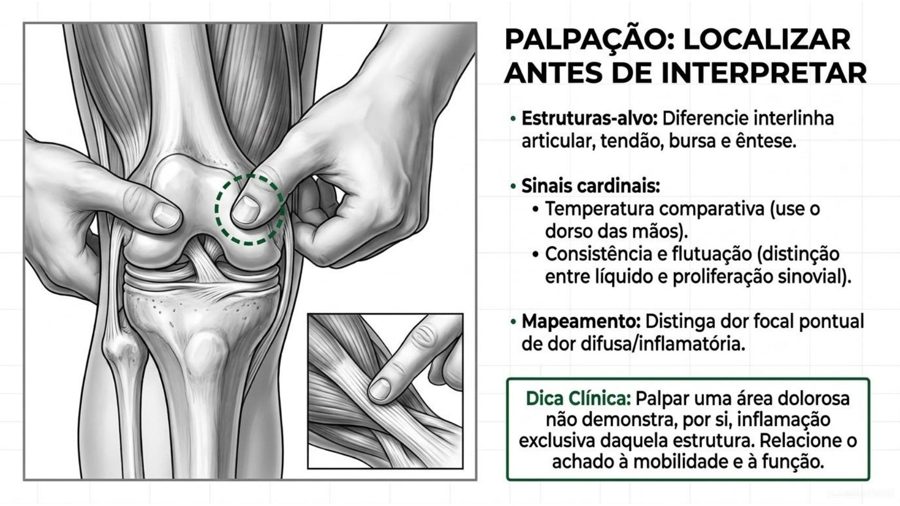 PALPAÇÃO: LOCALIZAR
ANTES DE INTERPRETAR
• Estruturas-alvo: Diferencie interlinha
articular, tendão, bursa e êntese.
• Sinais cardinais:
• Temperatura comparativa (use o
dorso das mãos).
• Consistência e flutuação (distinção
entre líquido e proliferação sinovial).
• Mapeamento: Distinga dor focal pontual
de dor difusa/inflamatória.
Dica Clínica: Palpar uma área dolorosa
não demonstra, por si, inflamação
exclusiva daquela estrutura. Relacione o
achado à mobilidade e à função.